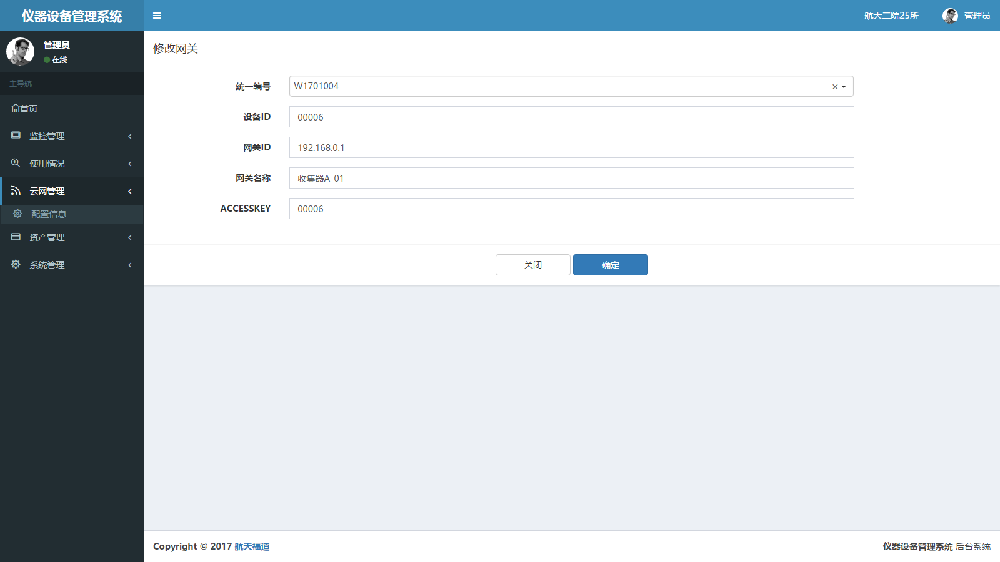 仪器设备管理系统
航天二院25所
管理员
管理员
在线
主导航
首页
监控管理
使用情况
云网管理
配置信息
资产管理
系统管理
修改网关
统一编号 W1701004 ×
设备ID 00006
网关ID 192.168.0.1
网关名称 收集器A_01
ACCESSKEY 00006
关闭 确定
Copyright © 2017 航天福道
仪器设备管理系统 后台系统